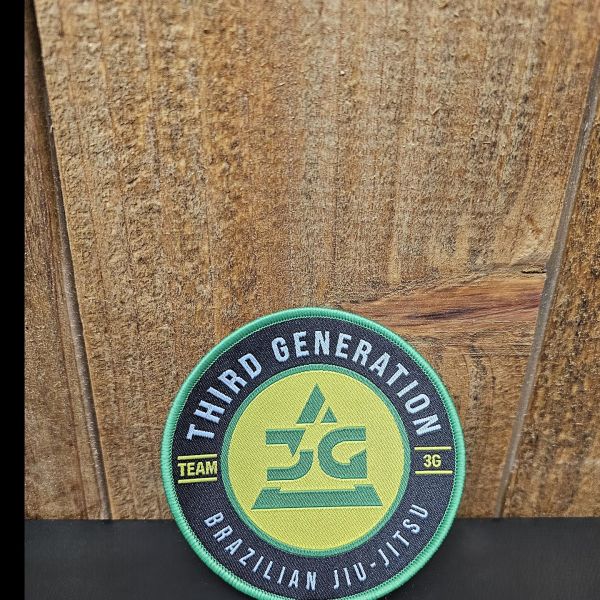 THIRD GENERATION
TEAM
3G
3G
BRAZILIAN JIU-JITSU